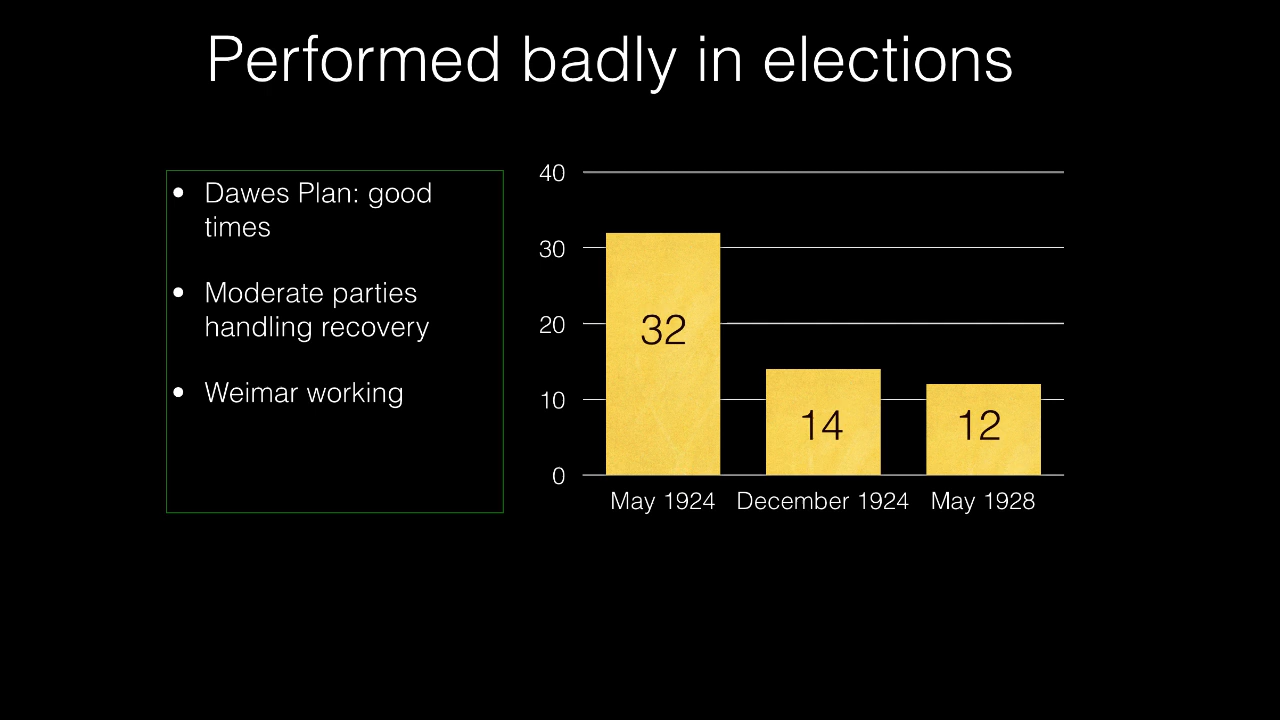 Performed badly in elections
• Dawes Plan: good
times
• Moderate parties
handling recovery
• Weimar working
40
30
20
10
0
32
14
12
May 1924 December 1924 May 1928